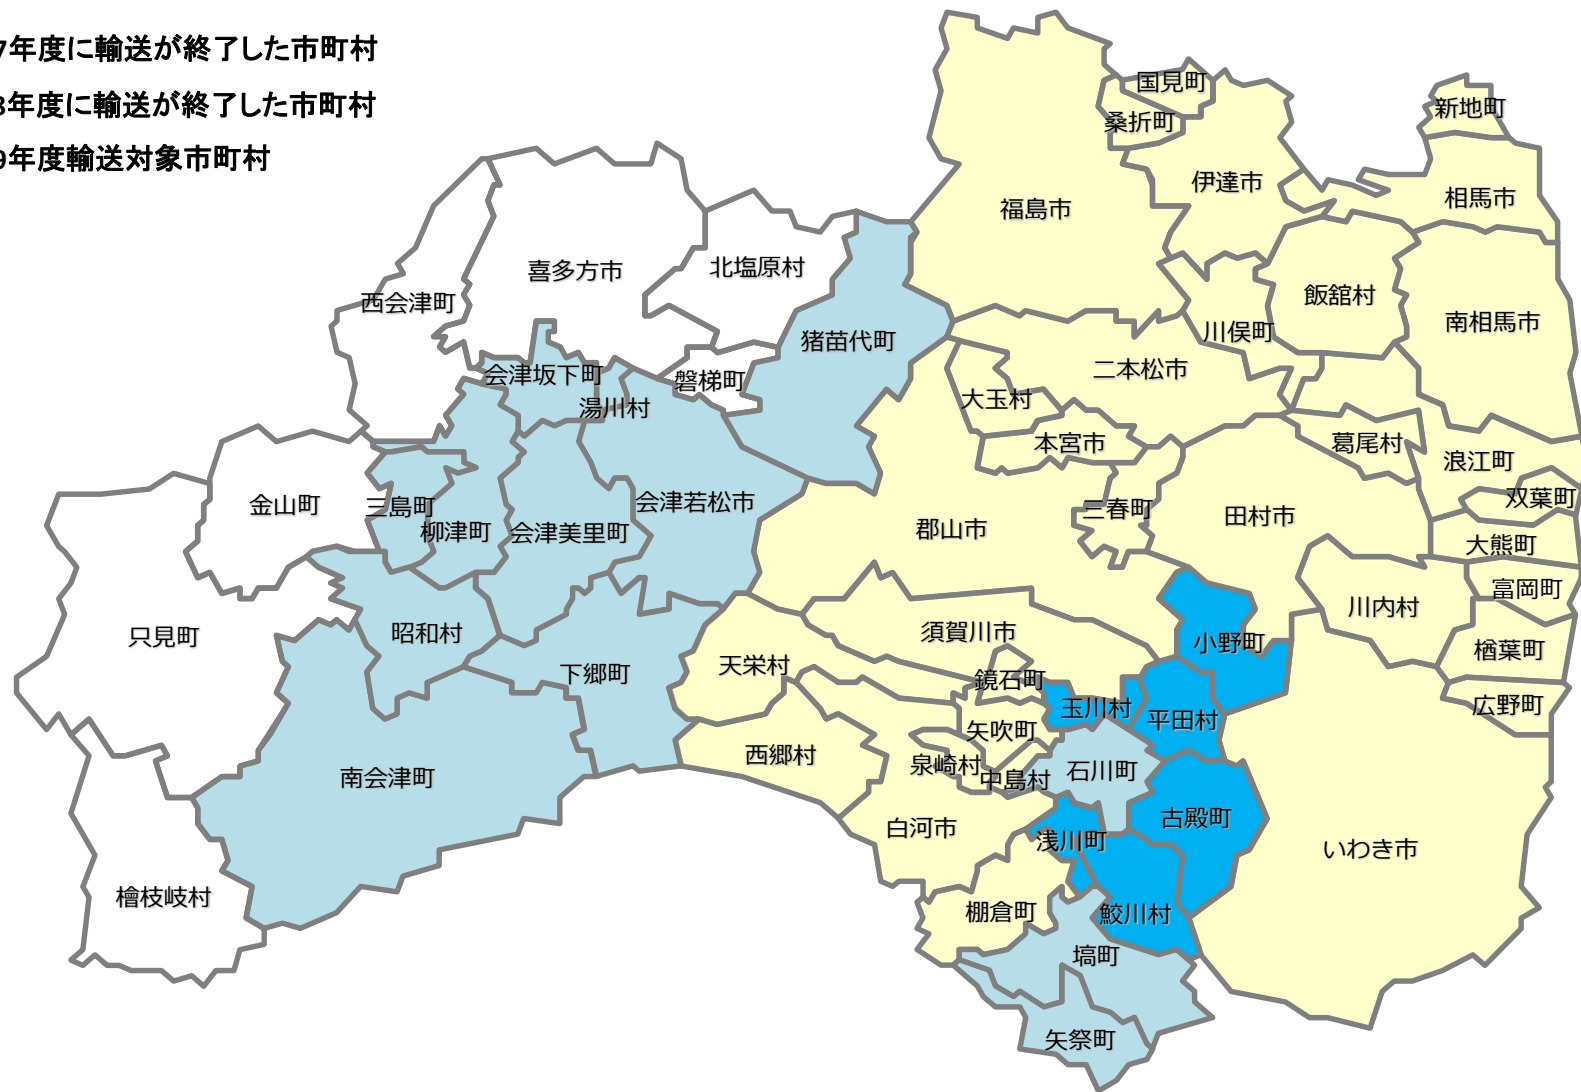 7年度に輸送が終了した市町村
8年度に輸送が終了した市町村
9年度輸送対象市町村
国見町
桑折町
新地町
伊達市
相馬市
福島市
喜多方市
北塩原村
西会津町
飯舘村
南相馬市
川俣町
猪苗代町
二本松市
会津坂下町
磐梯町
湯川村
大玉村
本宮市
葛尾村
浪江町
双葉町
金山町
三島町
柳津町
会津美里町
会津若松市
郡山市
三春町
田村市
大熊町
富岡町
川内村
只見町
昭和村
須賀川市
小野町
楢葉町
下郷町
天栄村
鏡石町
玉川村
平田村
広野町
矢吹町
西郷村
泉崎村
中島村
石川町
南会津町
白河市
浅川町
古殿町
いわき市
檜枝岐村
棚倉町
鮫川村
塙町
矢祭町